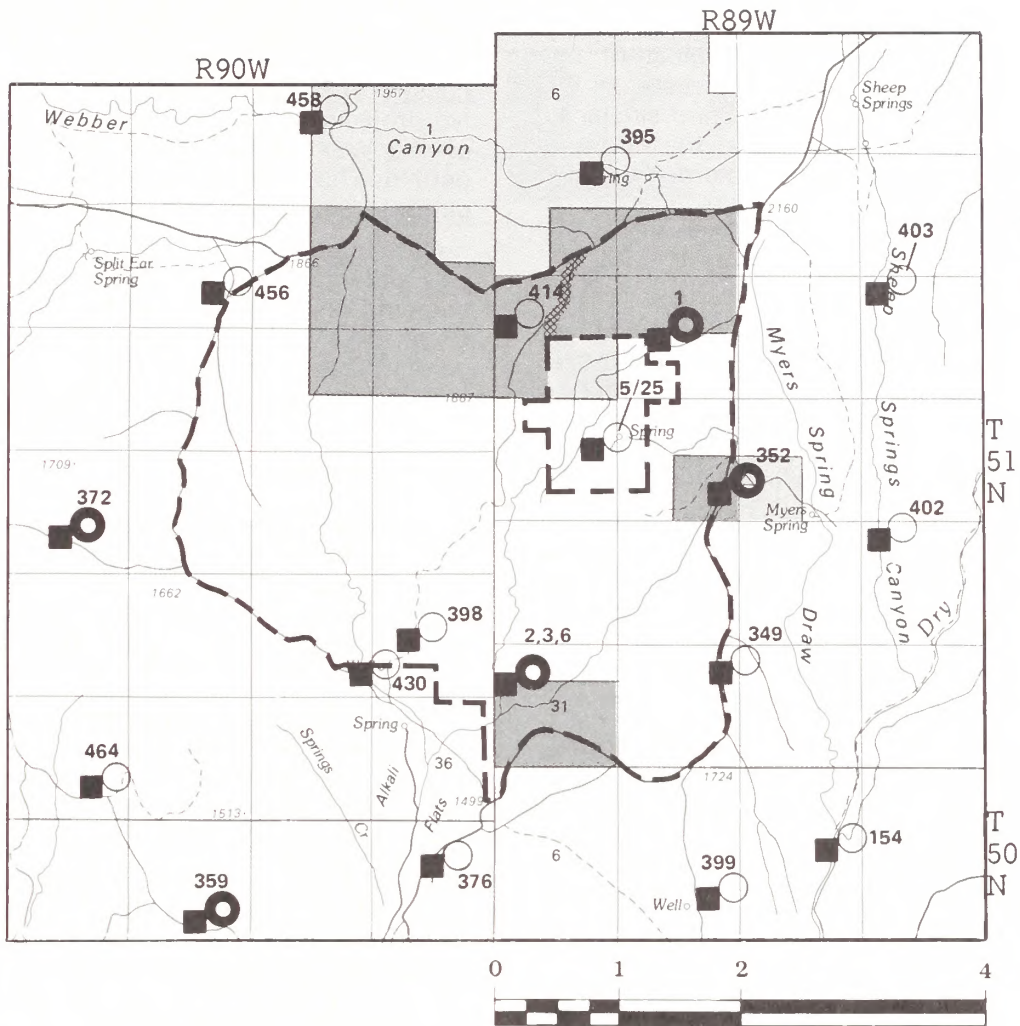 R89W
R90W
Webber
458
1957
1
Canyon
6
395
Spring
Sheep
Springs
2160
403
Sheep
Split Ear
Spring
1866
456
414
1
Myers
1667
5/25
Spring
Springs
T
51
N
1709
372
352
Spring
Myers
Spring
402
Canyon
Dry
1662
398
2,3,6
349
Draw
430
31
Spring
Springs
464
36
Alkali
1499
1724
1513
Flats
Cr
T
50
N
154
376
6
399
359
Well
0
1
2
4